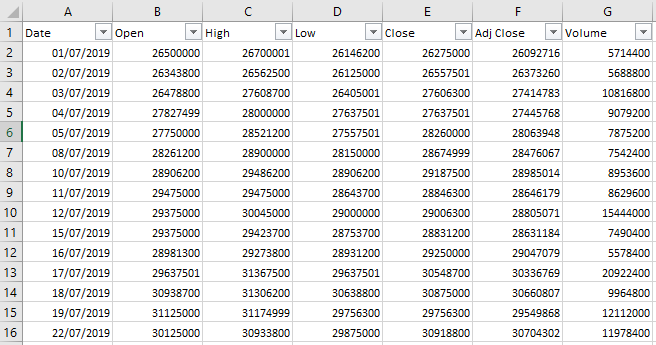 A B C D E F G
1 Date Open High Low Close Adj Close Volume
2 01/07/2019 26500000 26700001 26146200 26275000 26092716 5714400
3 02/07/2019 26343800 26562500 26125000 26557501 26373260 5688800
4 03/07/2019 26478800 27608700 26405001 27606300 27414783 10816800
5 04/07/2019 27827499 28000000 27637501 27637501 27445768 9079200
6 05/07/2019 27750000 28521200 27557501 28260000 28063948 7875200
7 08/07/2019 28261200 28900000 28150000 28674999 28476067 7542400
8 10/07/2019 28906200 29486200 28906200 29187500 28985014 8953600
9 11/07/2019 29475000 29475000 28643700 28846300 28646179 8629600
10 12/07/2019 29375000 30045000 29000000 29006300 28805071 15444000
11 15/07/2019 29375000 29423700 28753700 28831200 28631184 7490400
12 16/07/2019 28981300 29273800 28931200 29250000 29047079 5578400
13 17/07/2019 29637501 31367500 29637501 30548700 30336769 20922400
14 18/07/2019 30938700 31306200 30638800 30875000 30660807 9964800
15 19/07/2019 31125000 31174999 29756300 29756300 29549868 12112000
16 22/07/2019 30125000 30933800 29875000 30918800 30704302 11978400